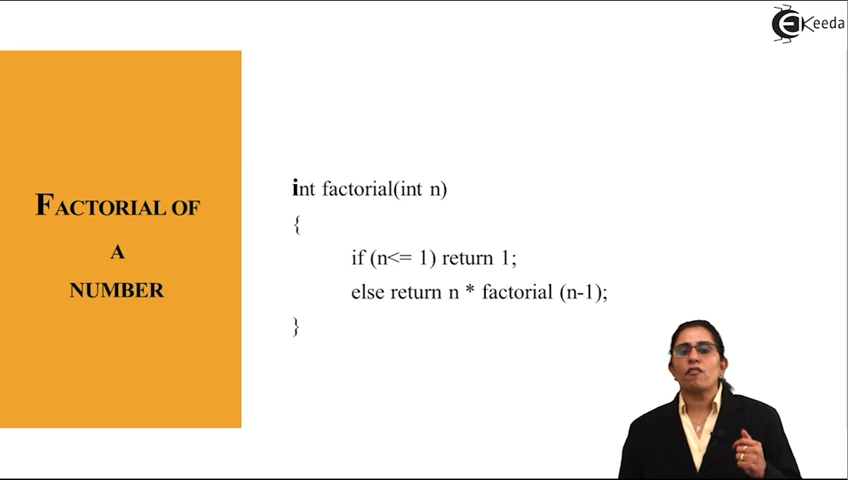 Keeda
FACTORIAL OF
A
NUMBER
int factorial(int n)
{
if (n<= 1) return 1;
else return n * factorial (n-1);
}